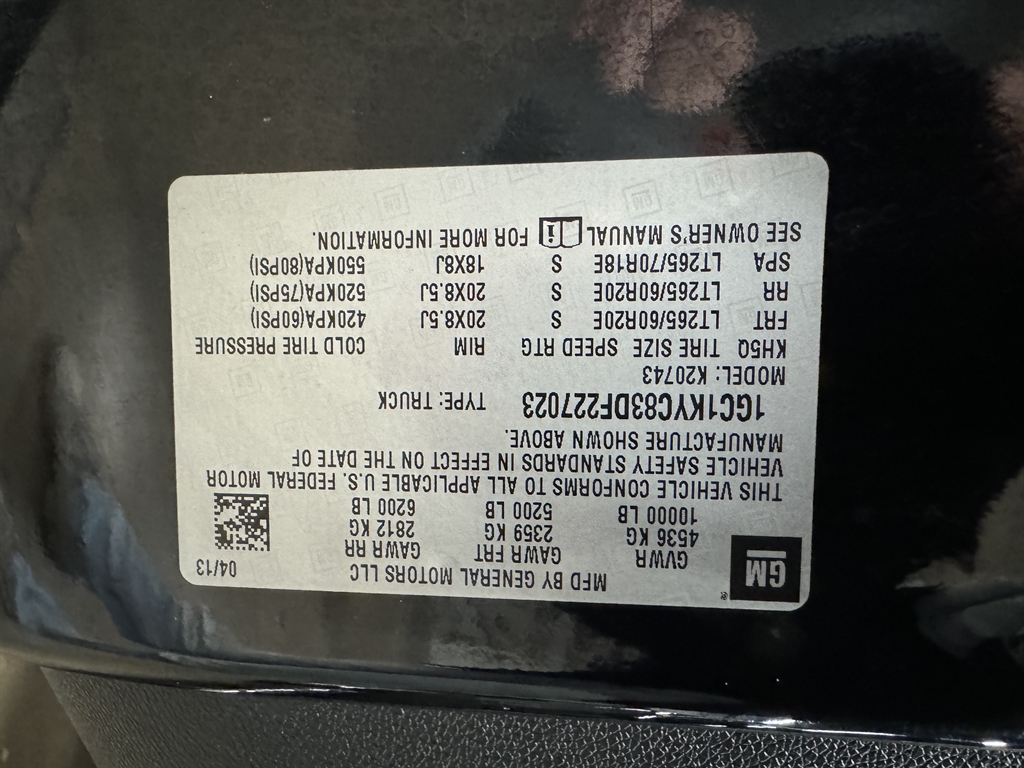 GM
®
MFD BY GENERAL MOTORS LLC 04/13
GVWR GAWR FRT GAWR RR
4536 KG 2359 KG 2812 KG
10000 LB 5200 LB 6200 LB
THIS VEHICLE CONFORMS TO ALL APPLICABLE U.S. FEDERAL MOTOR
VEHICLE SAFETY STANDARDS IN EFFECT ON THE DATE OF
MANUFACTURE SHOWN ABOVE.
1GC1KYC83DF227023 TYPE: TRUCK
MODEL: K20743
KH5Q TIRE SIZE SPEED RTG RIM COLD TIRE PRESSURE
FRT LT265/60R20E S 20X8.5J 420KPA(60PSI)
RR LT265/60R20E S 20X8.5J 520KPA(75PSI)
SPA LT265/70R18E S 18X8J 550KPA(80PSI)
SEE OWNER'S MANUAL i FOR MORE INFORMATION.